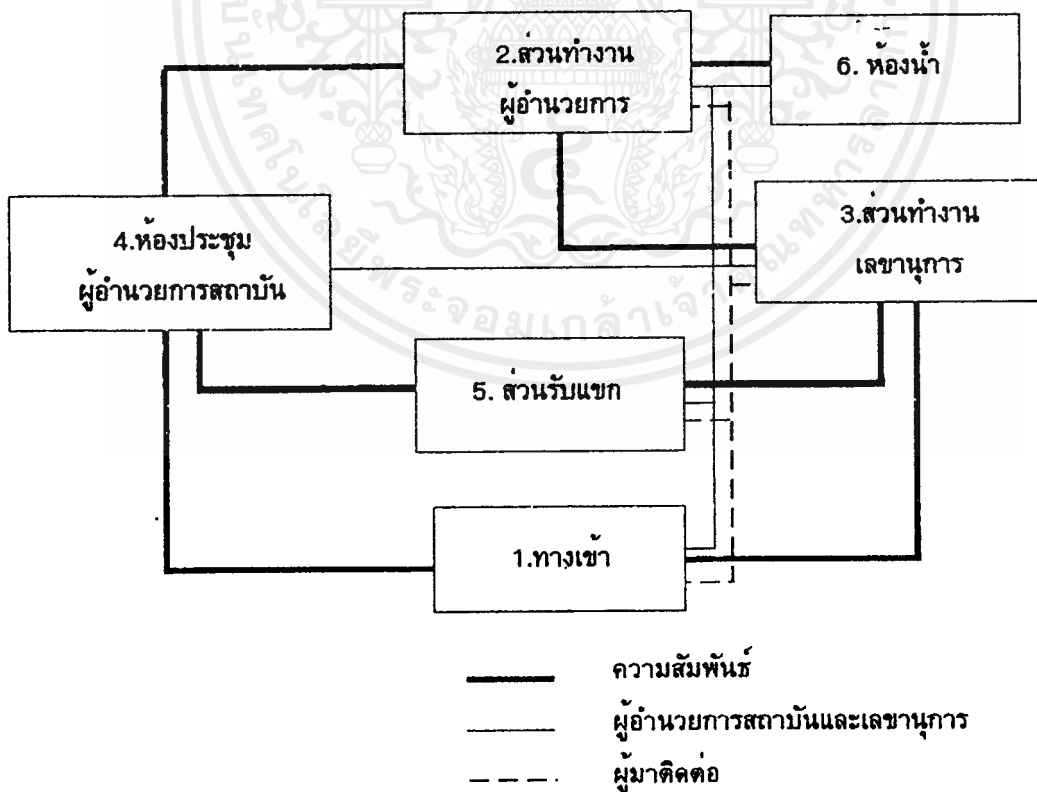 2.ส่วนทำงาน
ผู้อำนวยการ
6. ห้องน้ำ
4.ห้องประชุม
ผู้อำนวยการสถาบัน
3.ส่วนทำงาน
เลขานุการ
5. ส่วนรับแขก
1.ทางเข้า
ความสัมพันธ์
ผู้อำนวยการสถาบันและเลขานุการ
ผู้มาติดต่อ